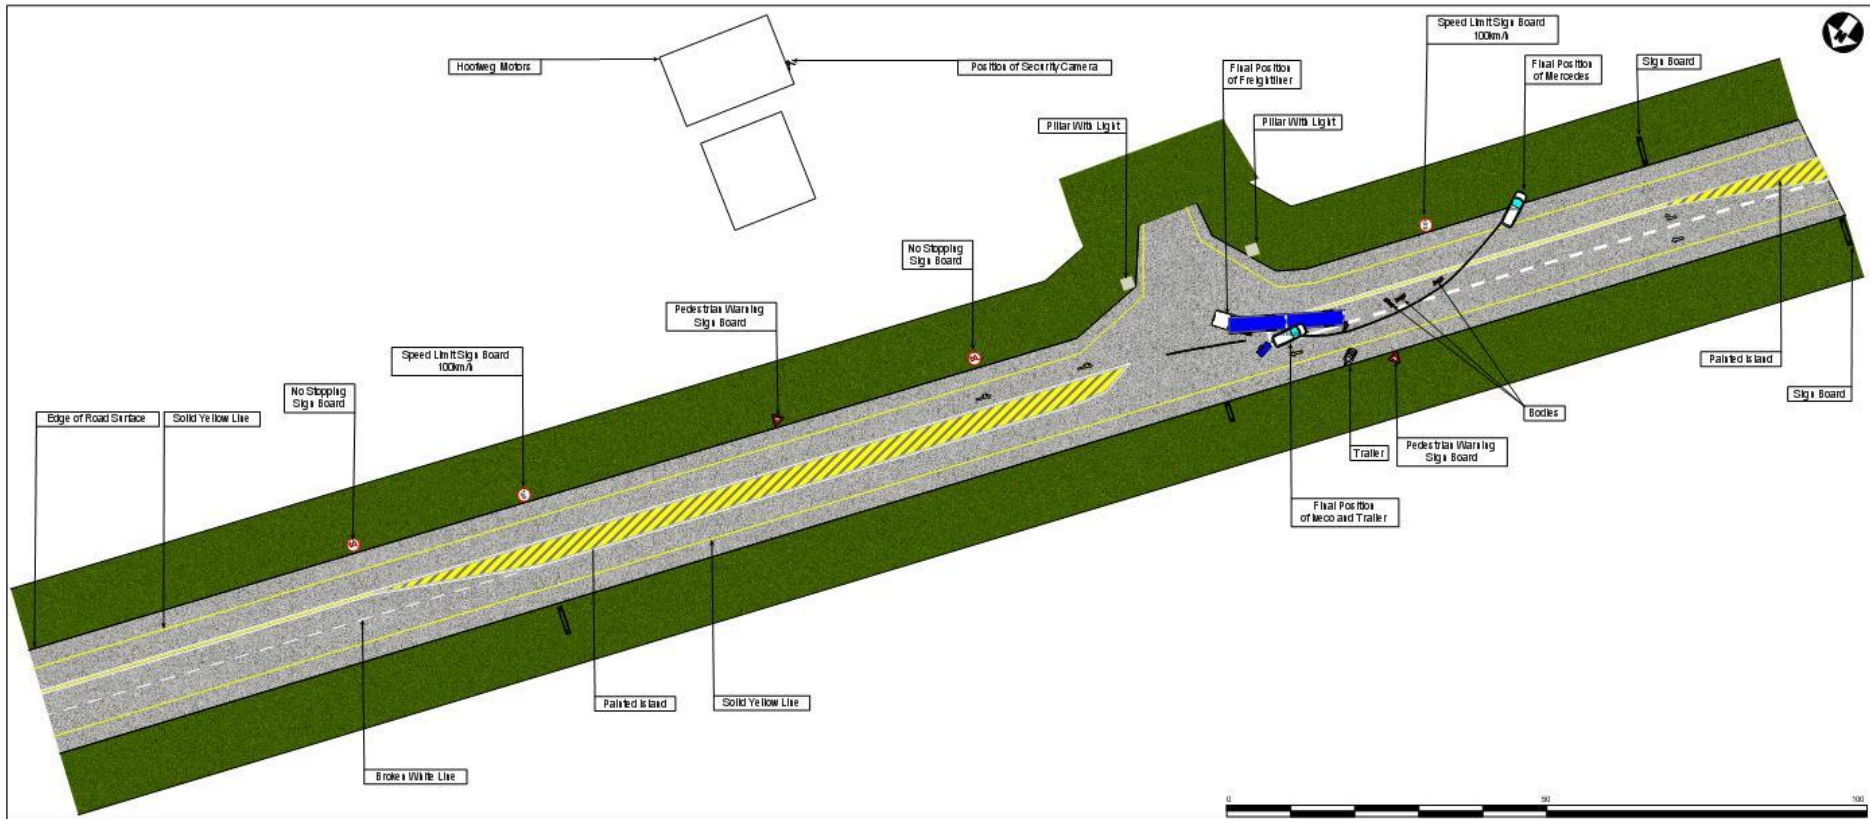 Speed Limit Sign Board
100km/h
Hoofweg Motors
Position of Security Camera
Final Position
of Freightliner
Final Position
of Mercedes
Sign Board
Pillar With Light
Pillar With Light
No Stopping
Sign Board
Pedestrian Warning
Sign Board
Speed Limit Sign Board
100km/h
No Stopping
Sign Board
Edge of Road Surface
Solid Yellow Line
Painted Island
Sign Board
Bodies
Trailer
Pedestrian Warning
Sign Board
Final Position
of Iveco and Trailer
Painted Island
Solid Yellow Line
Broken White Line
0
50
100